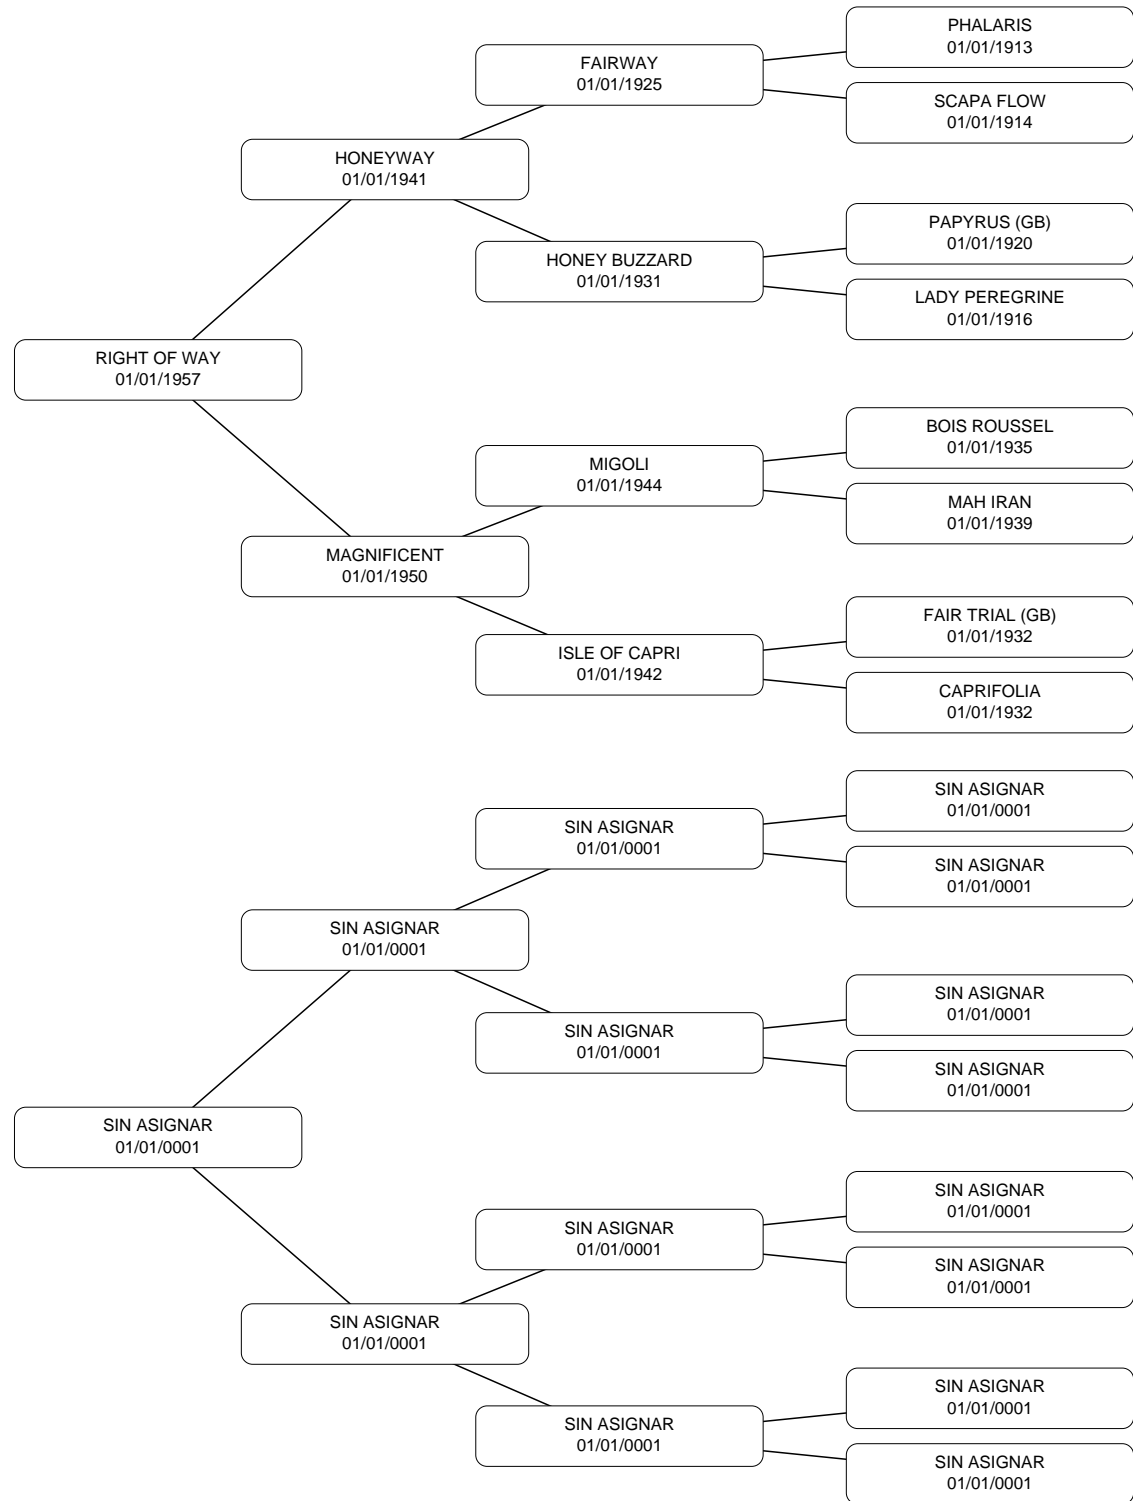 PHALARIS
01/01/1913
FAIRWAY
01/01/1925
SCAPA FLOW
01/01/1914
HONEYWAY
01/01/1941
PAPYRUS (GB)
01/01/1920
HONEY BUZZARD
01/01/1931
LADY PEREGRINE
01/01/1916
RIGHT OF WAY
01/01/1957
BOIS ROUSSEL
01/01/1935
MIGOLI
01/01/1944
MAH IRAN
01/01/1939
MAGNIFICENT
01/01/1950
FAIR TRIAL (GB)
01/01/1932
ISLE OF CAPRI
01/01/1942
CAPRIFOLIA
01/01/1932
SIN ASIGNAR
01/01/0001
SIN ASIGNAR
01/01/0001
SIN ASIGNAR
01/01/0001
SIN ASIGNAR
01/01/0001
SIN ASIGNAR
01/01/0001
SIN ASIGNAR
01/01/0001
SIN ASIGNAR
01/01/0001
SIN ASIGNAR
01/01/0001
SIN ASIGNAR
01/01/0001
SIN ASIGNAR
01/01/0001
SIN ASIGNAR
01/01/0001
SIN ASIGNAR
01/01/0001
SIN ASIGNAR
01/01/0001
SIN ASIGNAR
01/01/0001
SIN ASIGNAR
01/01/0001